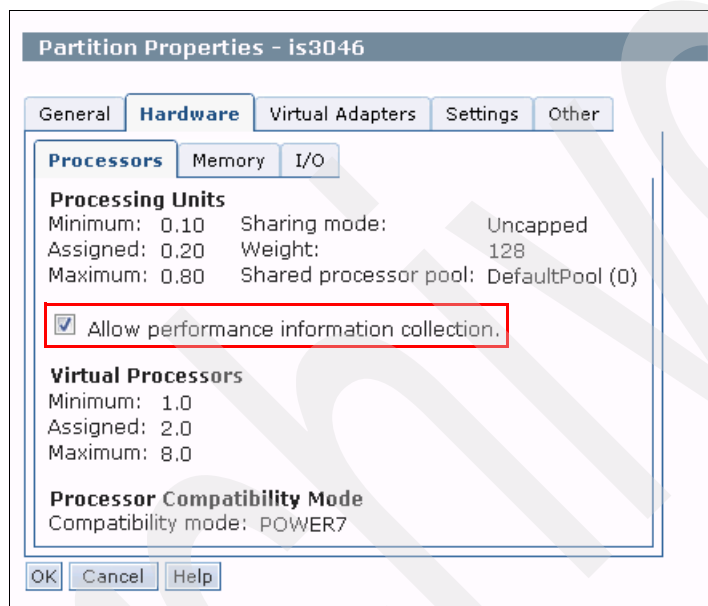 Partition Properties - is3046
General Hardware Virtual Adapters Settings Other
Processors Memory I/O
Processing Units
Minimum: 0.10 Sharing mode: Uncapped
Assigned: 0.20 Weight: 128
Maximum: 0.80 Shared processor pool: DefaultPool (0)
Allow performance information collection.
Virtual Processors
Minimum: 1.0
Assigned: 2.0
Maximum: 8.0
Processor Compatibility Mode
Compatibility mode: POWER7
OK Cancel Help